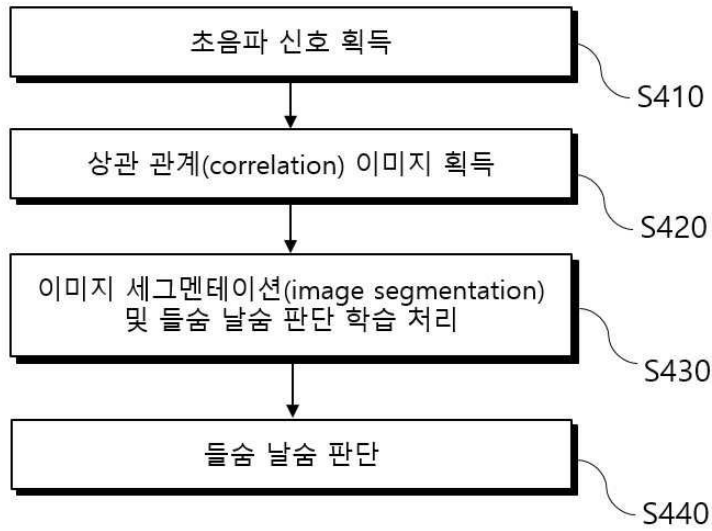 초음파 신호 획득
S410
상관 관계(correlation) 이미지 획득
S420
이미지 세그멘테이션(image segmentation)
및 들숨 날숨 판단 학습 처리
S430
들숨 날숨 판단
S440